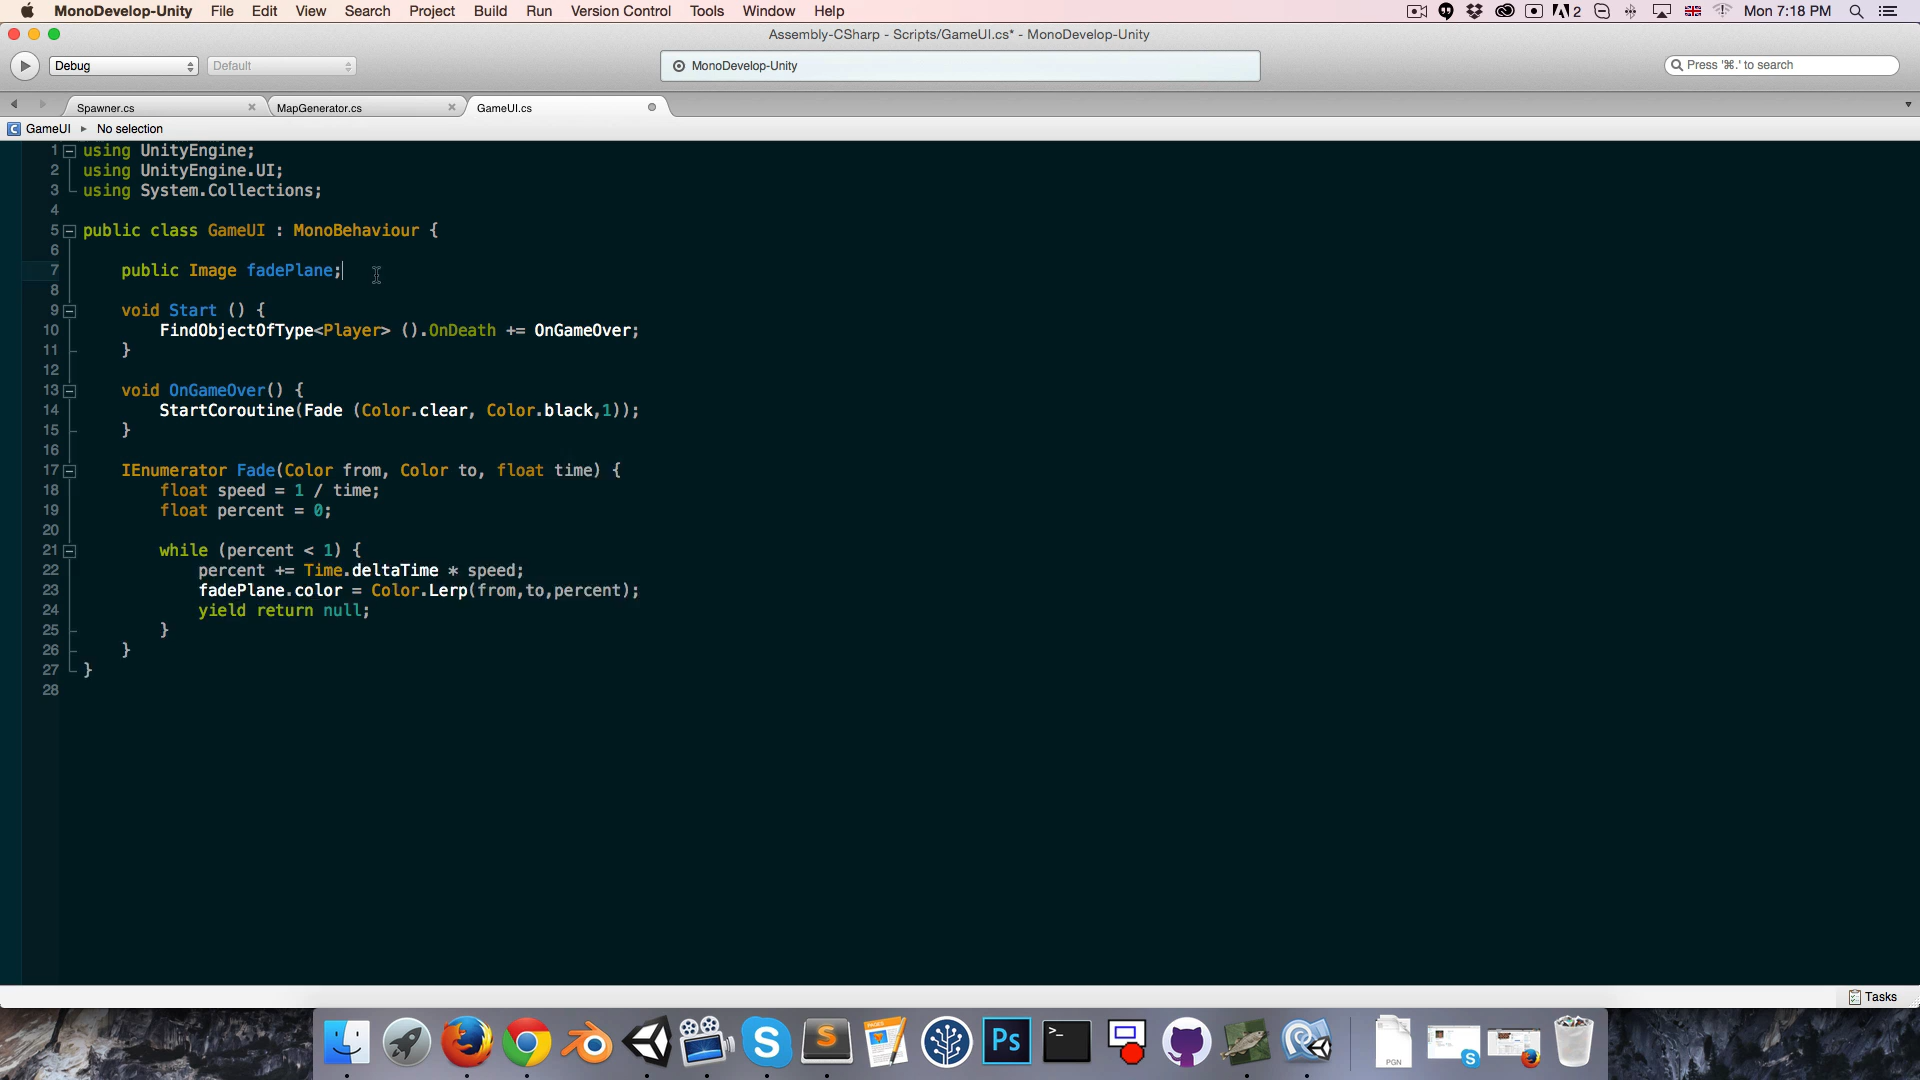 MonoDevelop-Unity File Edit View Search Project Build Run Version Control Tools Window Help 2 Mon 7:18 PM
Assembly-CSharp - Scripts/GameUI.cs* - MonoDevelop-Unity
Debug Default MonoDevelop-Unity Press '⌘.' to search
Spawner.cs MapGenerator.cs GameUI.cs
C GameUI No selection
1 using UnityEngine;
2 using UnityEngine.UI;
3 using System.Collections;
4
5 public class GameUI : MonoBehaviour {
6
7 public Image fadePlane;
8
9 void Start () {
10 FindObjectOfType<Player> ().OnDeath += OnGameOver;
11 }
12
13 void OnGameOver() {
14 StartCoroutine(Fade (Color.clear, Color.black,1));
15 }
16
17 IEnumerator Fade(Color from, Color to, float time) {
18 float speed = 1 / time;
19 float percent = 0;
20
21 while (percent < 1) {
22 percent += Time.deltaTime * speed;
23 fadePlane.color = Color.Lerp(from,to,percent);
24 yield return null;
25 }
26 }
27 }
28
Tasks
S S Ps >_ PGN S